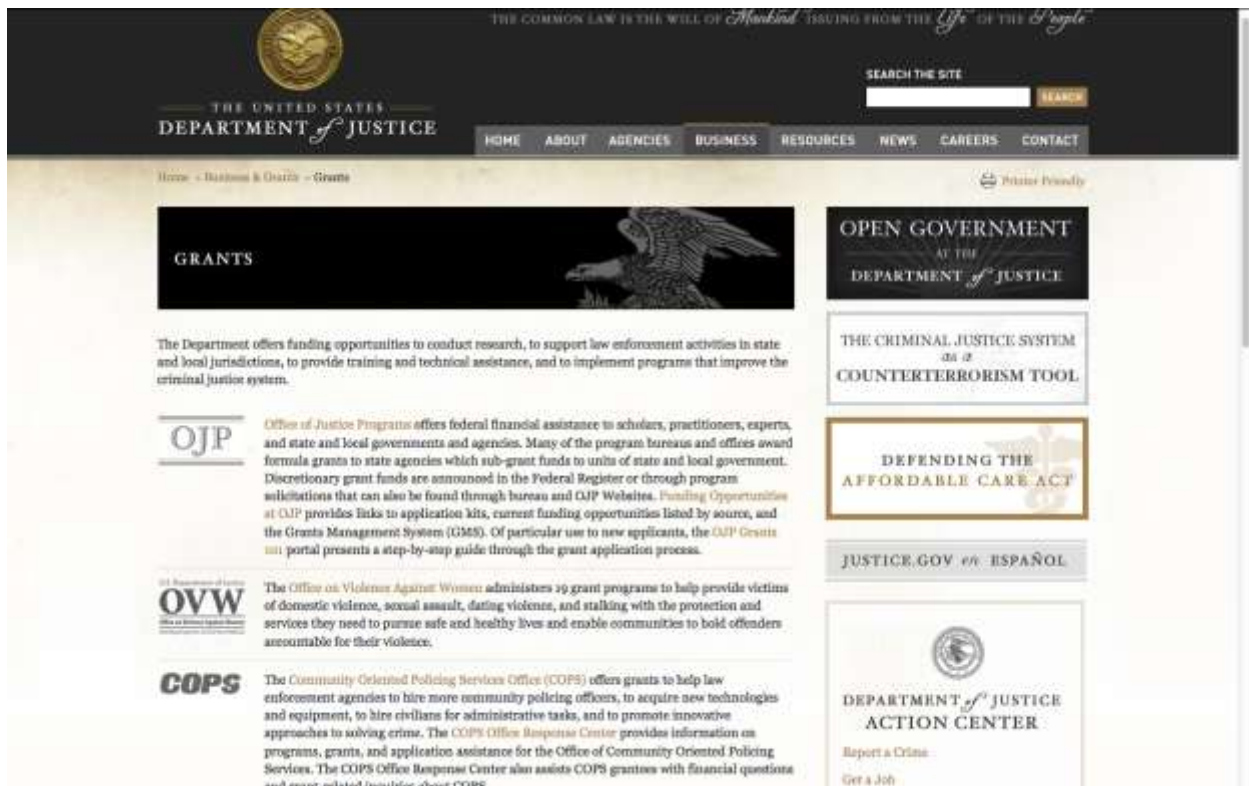 THE COMMON LAW IS THE WILL OF Mankind ISSUING FROM THE Life OF THE People
SEARCH THE SITE
SEARCH
THE UNITED STATES
DEPARTMENT of JUSTICE
HOME ABOUT AGENCIES BUSINESS RESOURCES NEWS CAREERS CONTACT
Home » Business & Grants » Grants
Printer Friendly
GRANTS
The Department offers funding opportunities to conduct research, to support law enforcement activities in state
and local jurisdictions, to provide training and technical assistance, and to implement programs that improve the
criminal justice system.
OJP
Office of Justice Programs offers federal financial assistance to scholars, practitioners, experts,
and state and local governments and agencies. Many of the program bureaus and offices award
formula grants to state agencies which sub-grant funds to units of state and local government.
Discretionary grant funds are announced in the Federal Register or through program
solicitations that can also be found through bureau and OJP Websites. Funding Opportunities
at OJP provides links to application kits, current funding opportunities listed by source, and
the Grants Management System (GMS). Of particular use to new applicants, the OJP Grants
101 portal presents a step-by-step guide through the grant application process.
U.S. Department of Justice
OVW
Office on Violence Against Women
The Office on Violence Against Women administers 19 grant programs to help provide victims
of domestic violence, sexual assault, dating violence, and stalking with the protection and
services they need to pursue safe and healthy lives and enable communities to hold offenders
accountable for their violence.
COPS
The Community Oriented Policing Services Office (COPS) offers grants to help law
enforcement agencies to hire more community policing officers, to acquire new technologies
and equipment, to hire civilians for administrative tasks, and to promote innovative
approaches to solving crime. The COPS Office Response Center provides information on
programs, grants, and application assistance for the Office of Community Oriented Policing
Services. The COPS Office Response Center also assists COPS grantees with financial questions
and grant-related inquiries about COPS.
OPEN GOVERNMENT
AT THE
DEPARTMENT of JUSTICE
THE CRIMINAL JUSTICE SYSTEM
as a
COUNTERTERRORISM TOOL
DEFENDING THE
AFFORDABLE CARE ACT
JUSTICE.GOV en ESPAÑOL
DEPARTMENT of JUSTICE
ACTION CENTER
Report a Crime
Get a Job